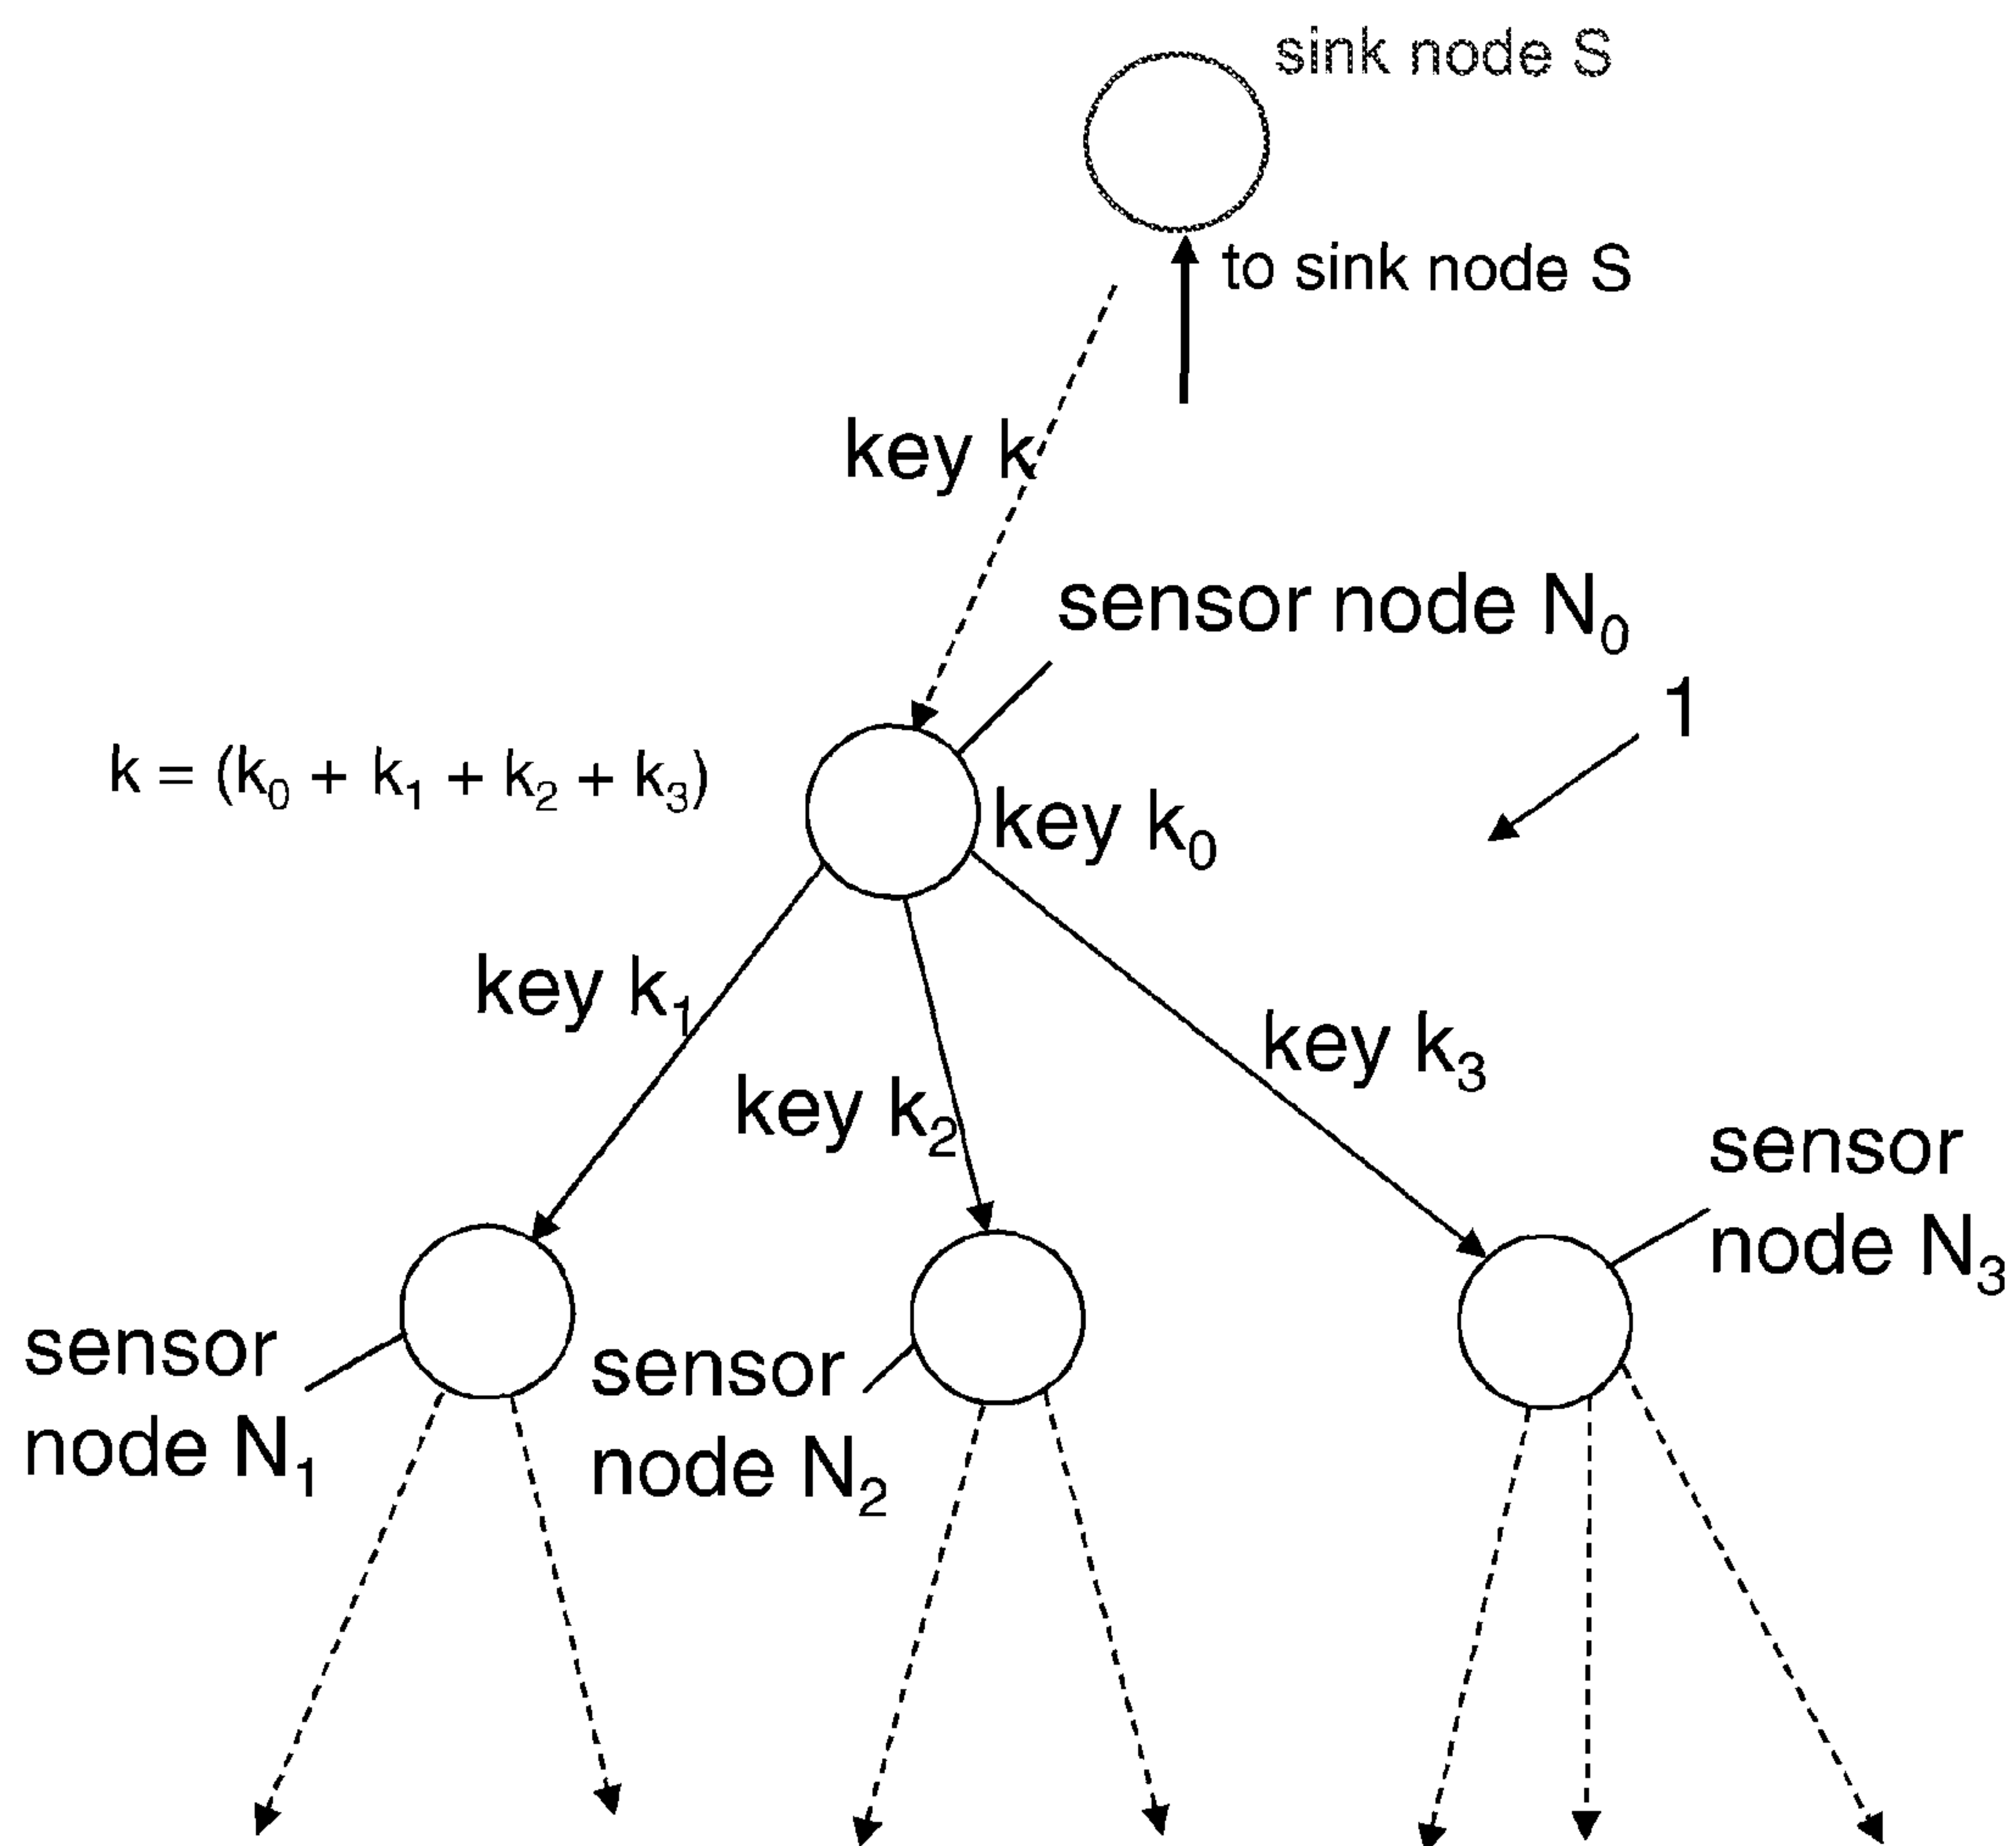 sink node S
to sink node S
key k
sensor node N₀
1
k = (k₀ + k₁ + k₂ + k₃)
key k₀
key k₁
key k₃
key k₂
sensor
node N₃
sensor
node N₁
sensor
node N₂